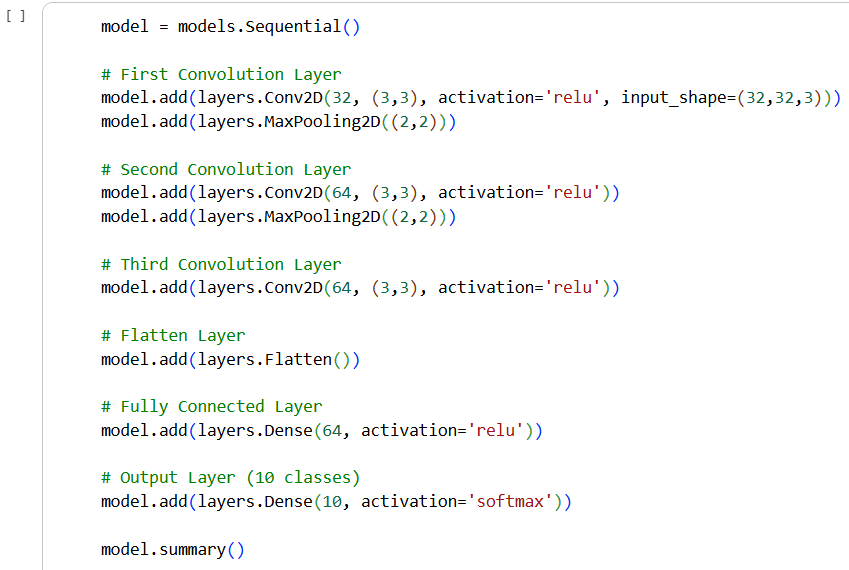 [ ]
model = models.Sequential()
# First Convolution Layer
model.add(layers.Conv2D(32, (3,3), activation='relu', input_shape=(32,32,3)))
model.add(layers.MaxPooling2D((2,2)))
# Second Convolution Layer
model.add(layers.Conv2D(64, (3,3), activation='relu'))
model.add(layers.MaxPooling2D((2,2)))
# Third Convolution Layer
model.add(layers.Conv2D(64, (3,3), activation='relu'))
# Flatten Layer
model.add(layers.Flatten())
# Fully Connected Layer
model.add(layers.Dense(64, activation='relu'))
# Output Layer (10 classes)
model.add(layers.Dense(10, activation='softmax'))
model.summary()